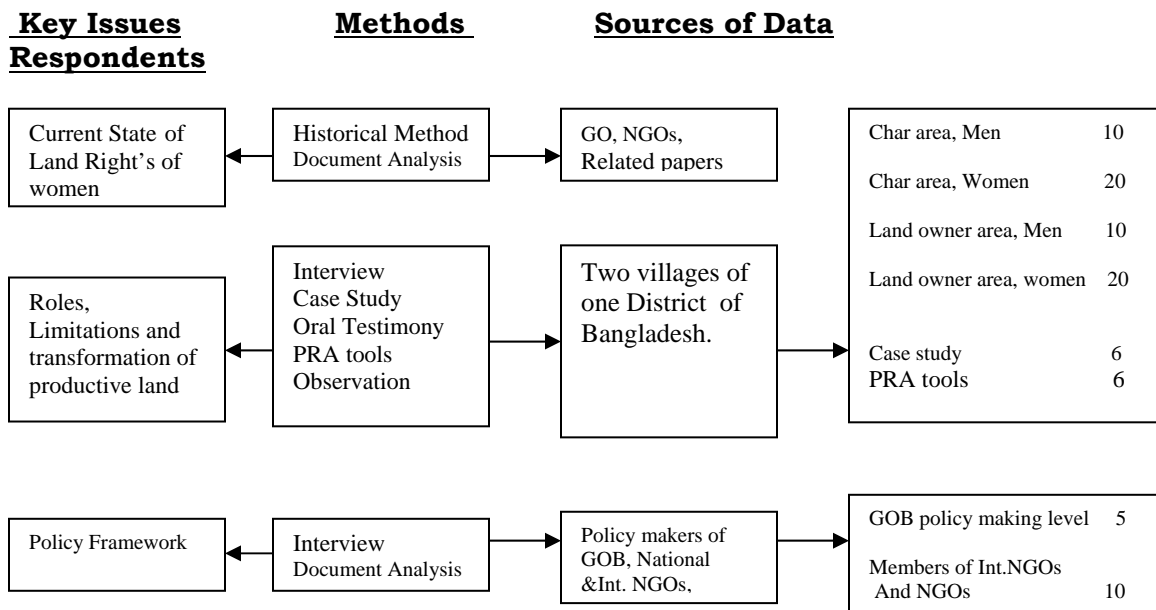 Key Issues Methods Sources of Data
Respondents
Current State of
Land Right’s of
women
Historical Method
Document Analysis
GO, NGOs,
Related papers
Char area, Men 10
Char area, Women 20
Land owner area, Men 10
Land owner area, women 20
Case study 6
PRA tools 6
Roles,
Limitations and
transformation of
productive land
Interview
Case Study
Oral Testimony
PRA tools
Observation
Two villages of
one District of
Bangladesh.
Policy Framework
Interview
Document Analysis
Policy makers of
GOB, National
&Int. NGOs,
GOB policy making level 5
Members of Int.NGOs
And NGOs
10